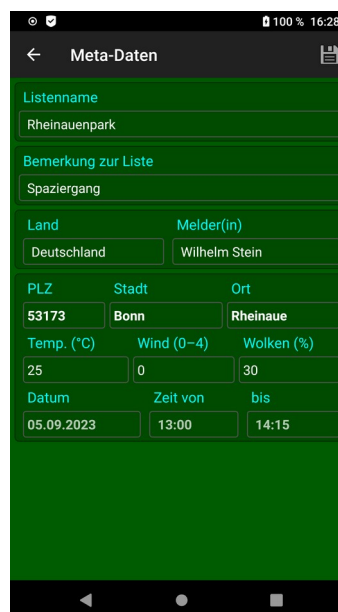 100 % 16:28
Meta-Daten
Listenname
Rheinauenpark
Bemerkung zur Liste
Spaziergang
Land Melder(in)
Deutschland Wilhelm Stein
PLZ Stadt Ort
53173 Bonn Rheinaue
Temp. (°C) Wind (0–4) Wolken (%)
25 0 30
Datum Zeit von bis
05.09.2023 13:00 14:15